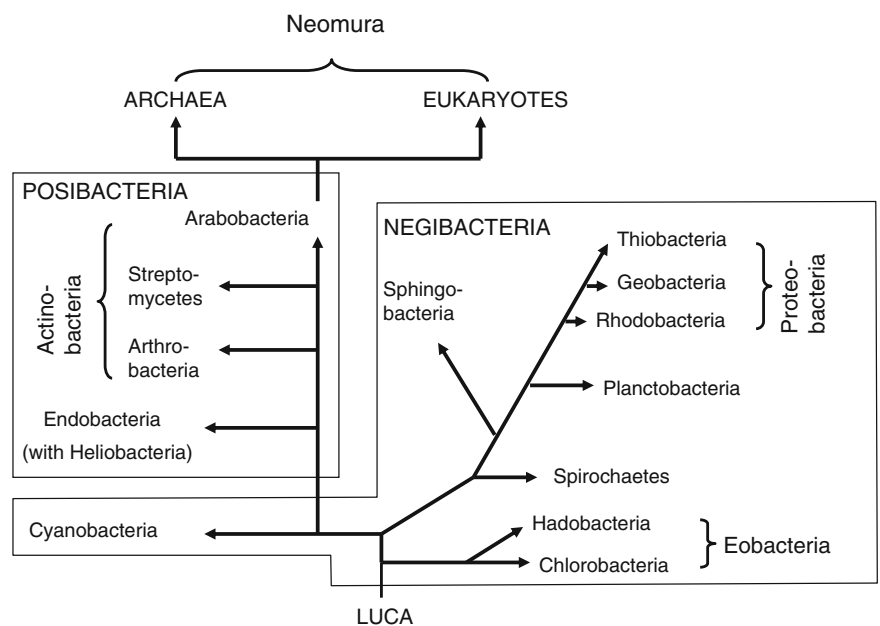 Neomura
ARCHAEA
EUKARYOTES
POSIBACTERIA
Arabobacteria
Actino-
bacteria
Strepto-
mycetes
Arthro-
bacteria
Endobacteria
(with Heliobacteria)
NEGIBACTERIA
Sphingo-
bacteria
Thiobacteria
Geobacteria
Rhodobacteria
Proteo-
bacteria
Planctobacteria
Spirochaetes
Cyanobacteria
Hadobacteria
Chlorobacteria
Eobacteria
LUCA